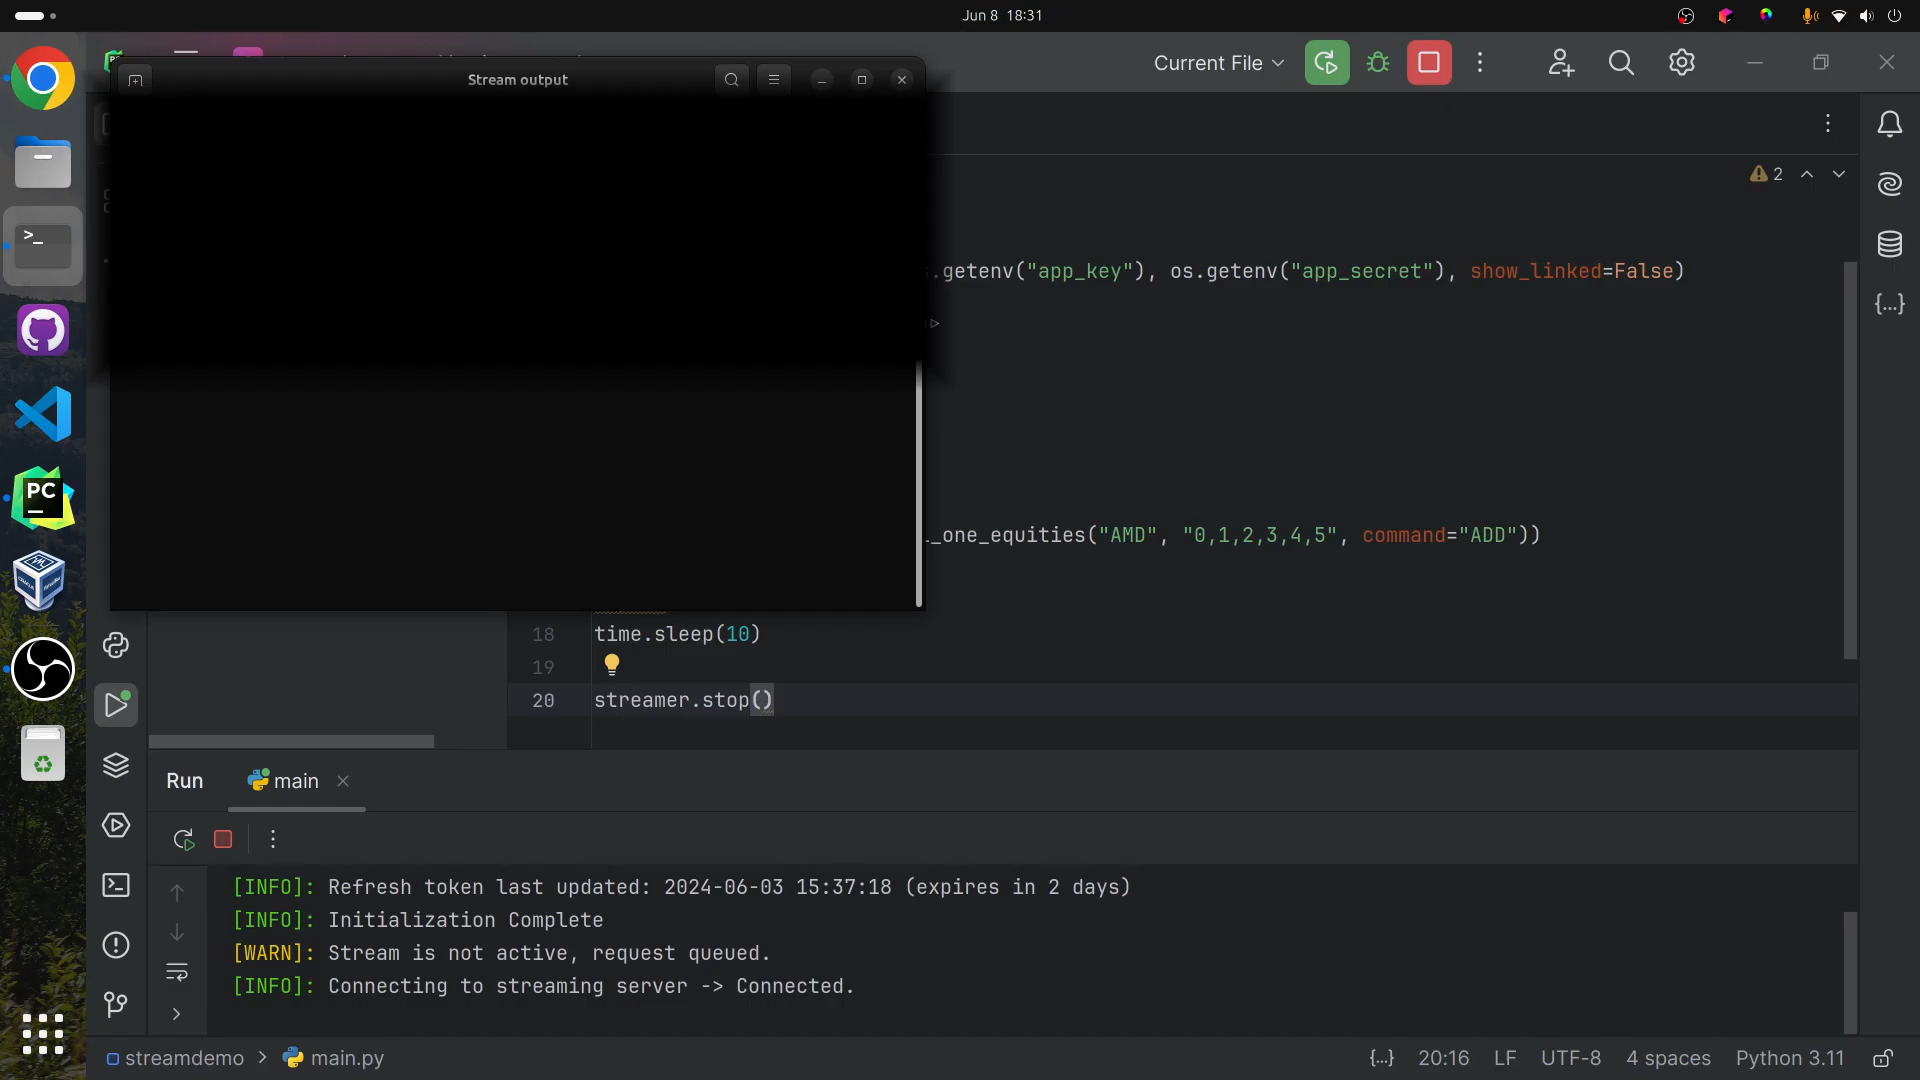 Jun 8 18:31
Stream output
Current File
2
.getenv("app_key"), os.getenv("app_secret"), show_linked=False)
_one_equities("AMD", "0,1,2,3,4,5", command="ADD"))
18 time.sleep(10)
19
20 streamer.stop()
PC
Run main
[INFO]: Refresh token last updated: 2024-06-03 15:37:18 (expires in 2 days)
[INFO]: Initialization Complete
[WARN]: Stream is not active, request queued.
[INFO]: Connecting to streaming server -> Connected.
streamdemo > main.py
{...} 20:16 LF UTF-8 4 spaces Python 3.11